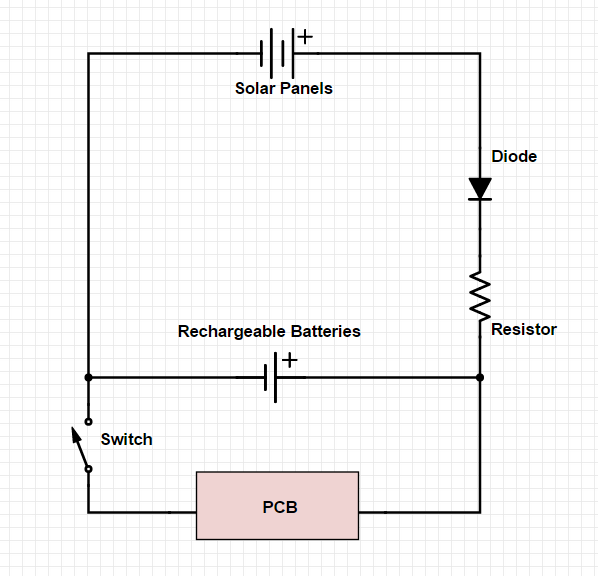 +
Solar Panels
Diode
Resistor
Rechargeable Batteries
+
Switch
PCB